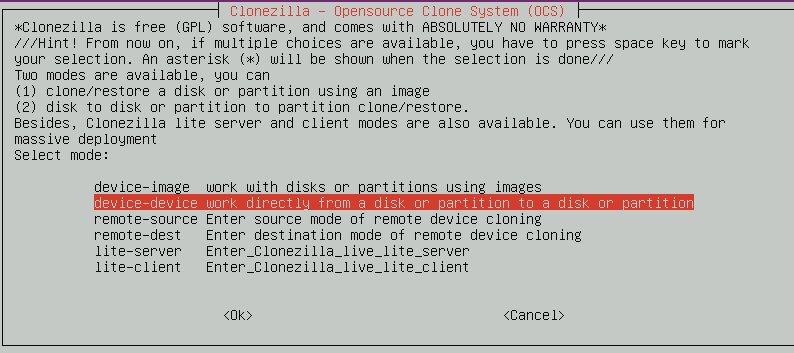 Clonezilla - Opensource Clone System (OCS)
*Clonezilla is free (GPL) software, and comes with ABSOLUTELY NO WARRANTY*
///Hint! From now on, if multiple choices are available, you have to press space key to mark
your selection. An asterisk (*) will be shown when the selection is done///
Two modes are available, you can
(1) clone/restore a disk or partition using an image
(2) disk to disk or partition to partition clone/restore.
Besides, Clonezilla lite server and client modes are also available. You can use them for
massive deployment
Select mode:
device-image work with disks or partitions using images
device-device work directly from a disk or partition to a disk or partition
remote-source Enter source mode of remote device cloning
remote-dest Enter destination mode of remote device cloning
lite-server Enter_Clonezilla_live_lite_server
lite-client Enter_Clonezilla_live_lite_client
<Ok> <Cancel>